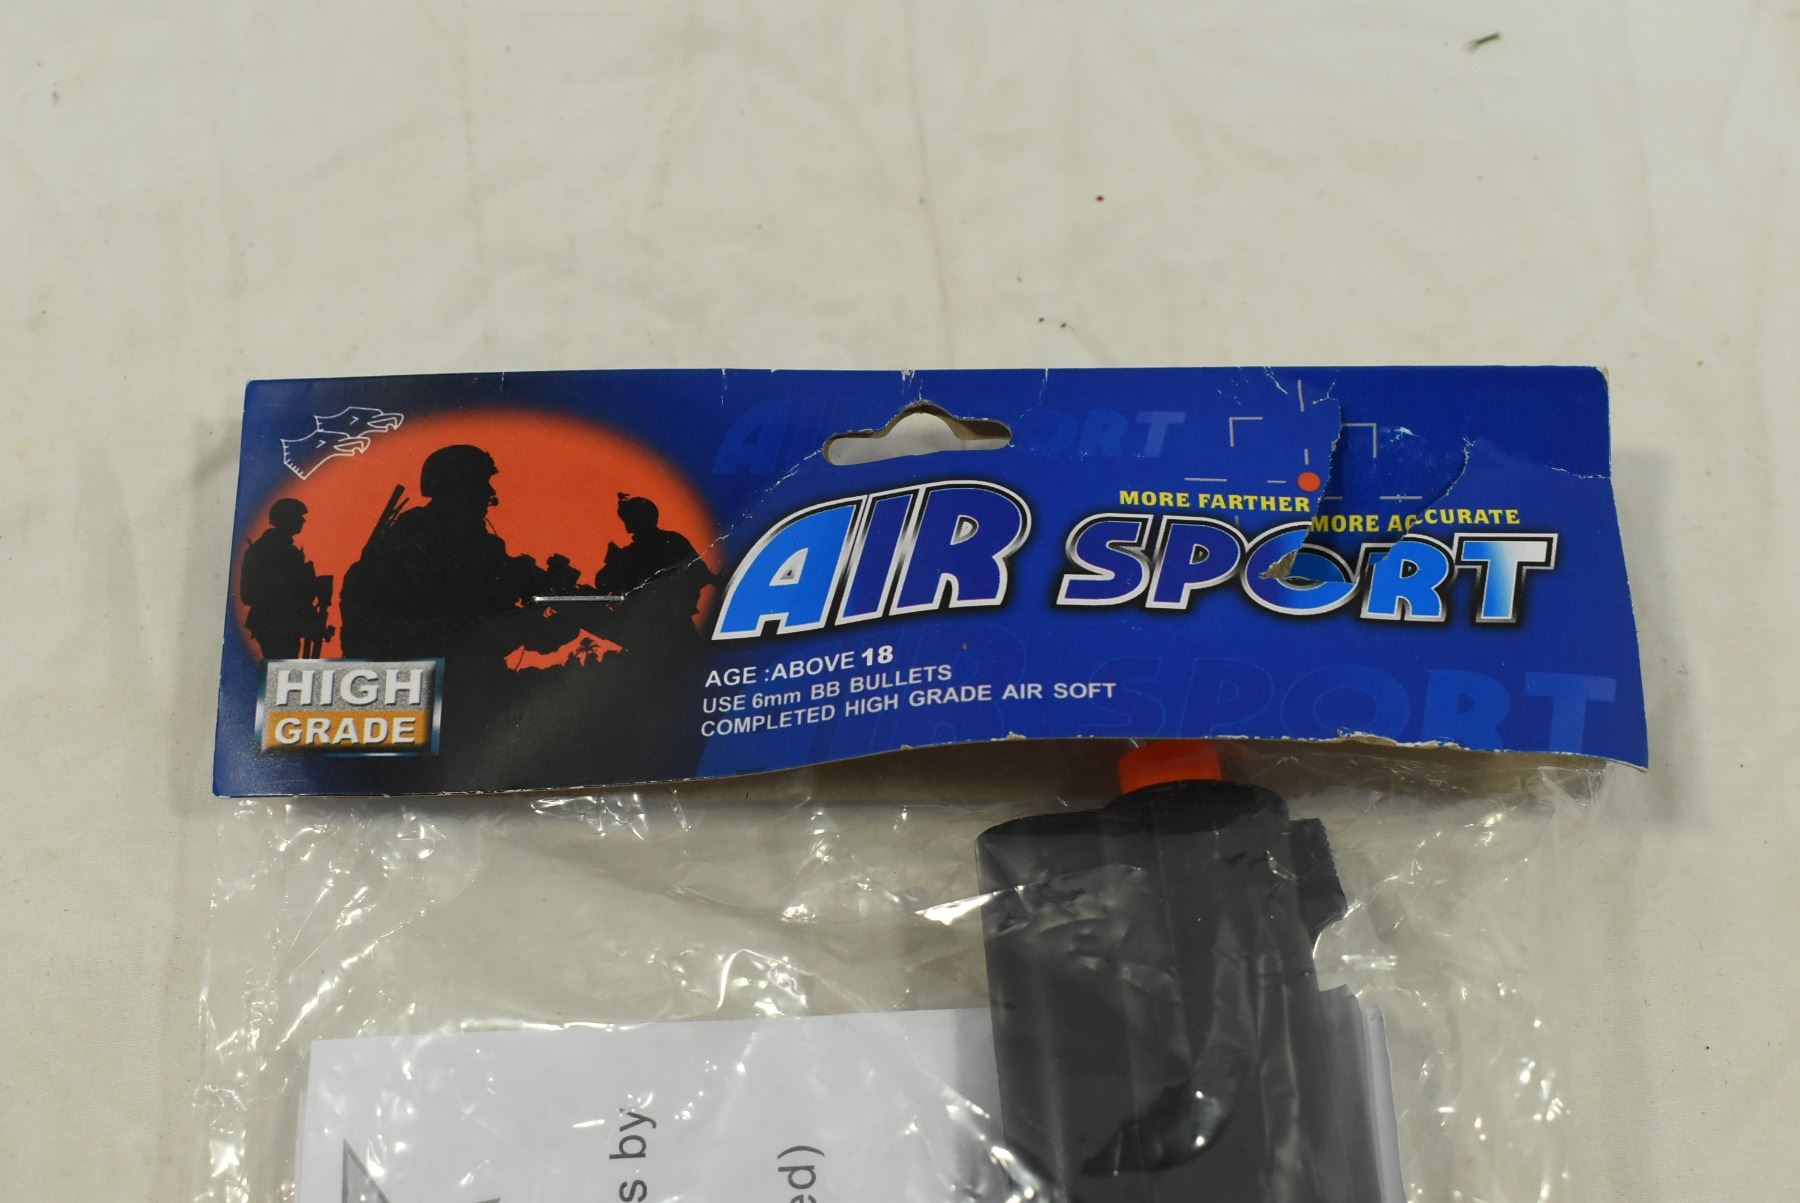 AIR SPORT
MORE FARTHER
MORE ACCURATE
AIR SPORT
AGE :ABOVE 18
USE 6mm BB BULLETS
COMPLETED HIGH GRADE AIR SOFT
AIR SPORT
HIGH
GRADE
s by
ed)